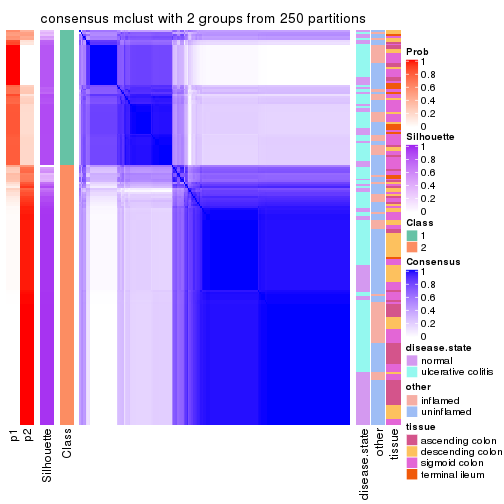 consensus mclust with 2 groups from 250 partitions
Prob
1
0.8
0.6
0.4
0.2
0
Silhouette
1
0.8
0.6
0.4
0.2
0
Class
1
2
Consensus
1
0.8
0.6
0.4
0.2
0
disease.state
normal
ulcerative colitis
other
inflamed
uninflamed
tissue
ascending colon
descending colon
sigmoid colon
terminal ileum
p1
p2
Silhouette
Class
disease.state
other
tissue